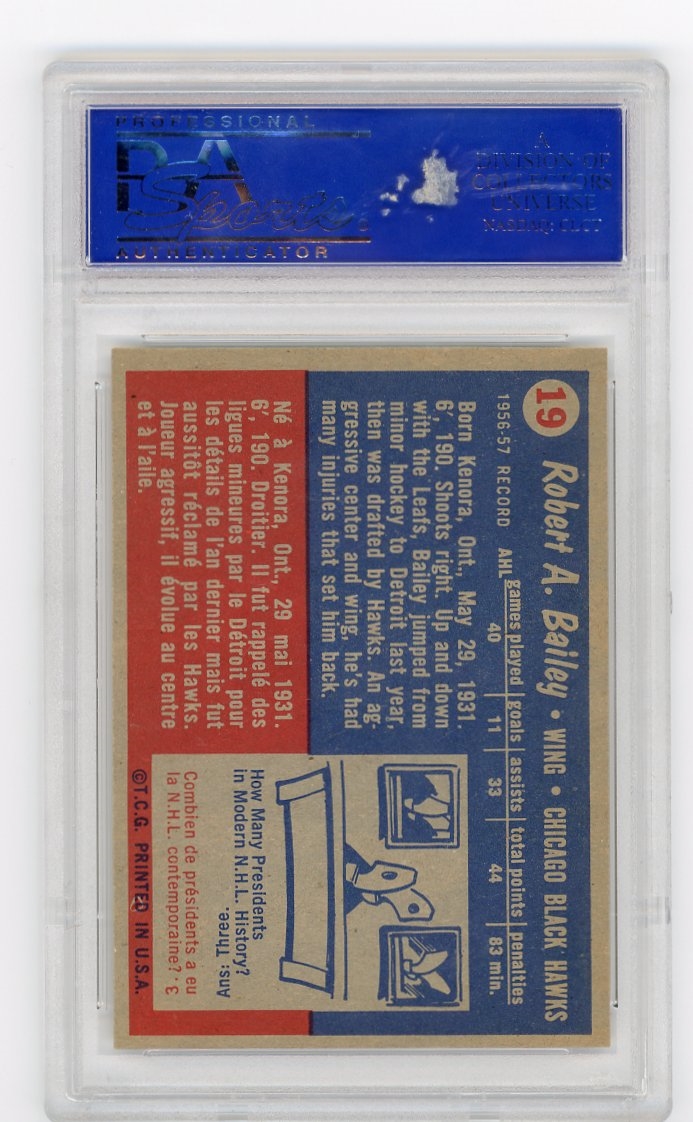 PROFESSIONAL
PSA
Sports
AUTHENTICATOR
A
DIVISION OF
COLLECTORS
UNIVERSE
NASDAQ: CLCT
19 Robert A. Bailey • WING • CHICAGO BLACK HAWKS
1956-57 RECORD games played goals assists total points penalties
AHL 40 11 33 44 83 min.
Born Kenora, Ont., May 29, 1931.
6', 190. Shoots right. Up and down
with the Leafs, Bailey jumped from
minor hockey to Detroit last year,
then was drafted by Hawks. An ag-
gressive center and wing, he's had
many injuries that set him back.
Né à Kenora, Ont., 29 mai 1931.
6', 190. Droitier. Il fut rappelé des
ligues mineures par le Détroit pour
les détails de l'an dernier mais fut
aussitôt réclamé par les Hawks.
Joueur agressif, il évolue au centre
et à l'aile.
How Many Presidents
in Modern N.H.L. History?
Ans: Three.
Combien de présidents a eu
la N.H.L. contemporaine? 3
©T.C.G. PRINTED IN U.S.A.